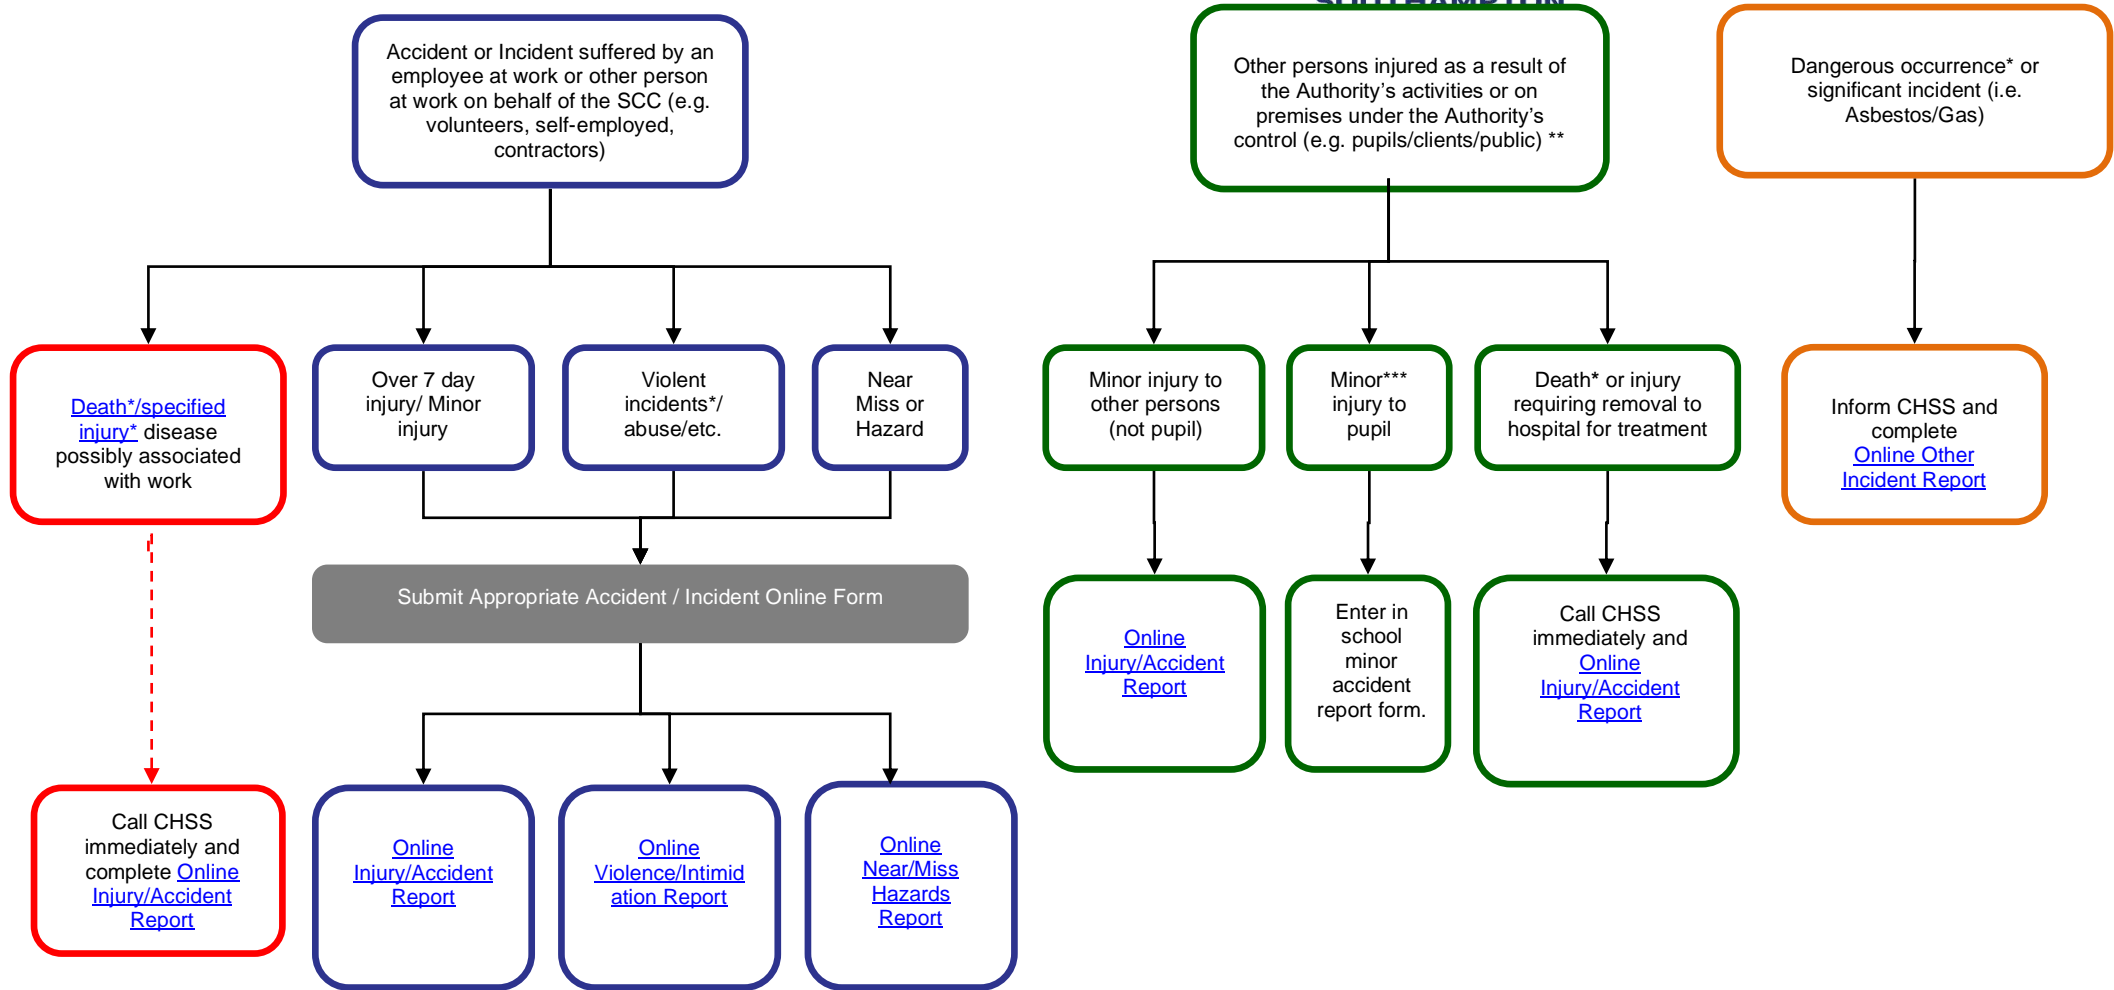 SOUTHAMPTON
Accident or Incident suffered by an
employee at work or other person
at work on behalf of the SCC (e.g.
volunteers, self-employed,
contractors)
Other persons injured as a result of
the Authority's activities or on
premises under the Authority's
control (e.g. pupils/clients/public) **
Dangerous occurrence* or
significant incident (i.e.
Asbestos/Gas)
Death*/specified
injury* disease
possibly associated
with work
Over 7 day
injury/ Minor
injury
Violent
incidents*/
abuse/etc.
Near
Miss or
Hazard
Minor injury to
other persons
(not pupil)
Minor***
injury to
pupil
Death* or injury
requiring removal to
hospital for treatment
Inform CHSS and
complete
Online Other
Incident Report
Submit Appropriate Accident / Incident Online Form
Online
Injury/Accident
Report
Enter in
school
minor
accident
report form.
Call CHSS
immediately and
Online
Injury/Accident
Report
Call CHSS
immediately and
complete Online
Injury/Accident
Report
Online
Injury/Accident
Report
Online
Violence/Intimid
ation Report
Online
Near/Miss
Hazards
Report